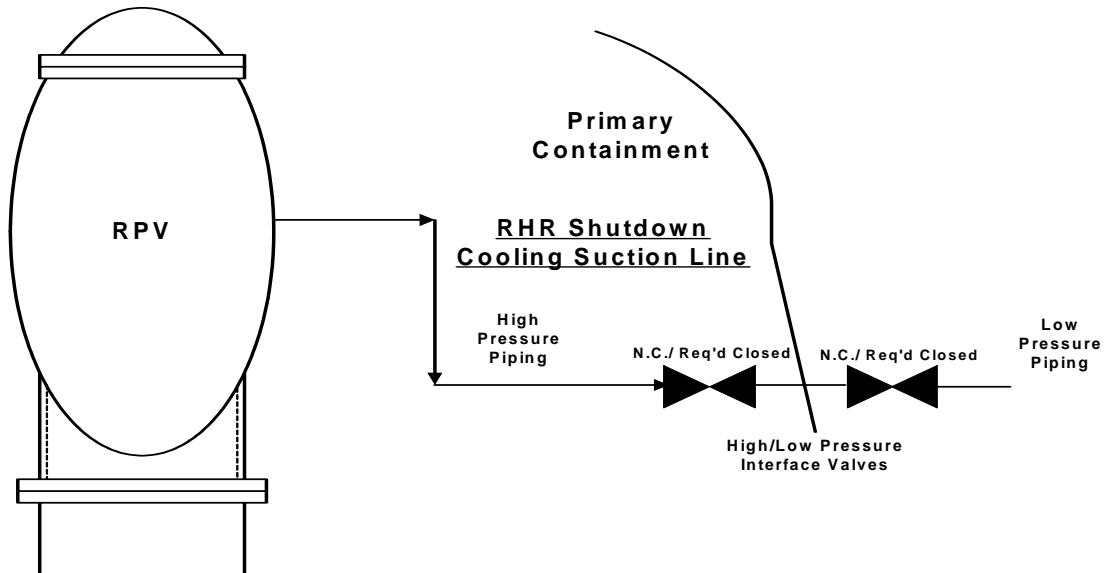 Primary
Containment
RPV
RHR Shutdown
Cooling Suction Line
High
Pressure
Piping
N.C./ Req'd Closed
N.C./ Req'd Closed
Low
Pressure
Piping
High/Low Pressure
Interface Valves